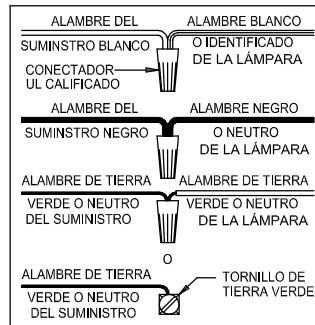 ALAMBRE DEL ALAMBRE BLANCO
SUMINSTRO BLANCO O IDENTIFICADO
DE LA LÁMPARA
CONECTADOR
UL CALIFICADO
ALAMBRE DEL ALAMBRE NEGRO
SUMINSTRO NEGRO O NEUTRO
DE LA LÁMPARA
ALAMBRE DE TIERRA ALAMBRE DE TIERRA
VERDE O NEUTRO VERDE O NEUTRO
DEL SUMINISTRO DE LA LÁMPARA
O
ALAMBRE DE TIERRA TORNILLO DE
TIERRA VERDE
VERDE O NEUTRO
DEL SUMINISTRO